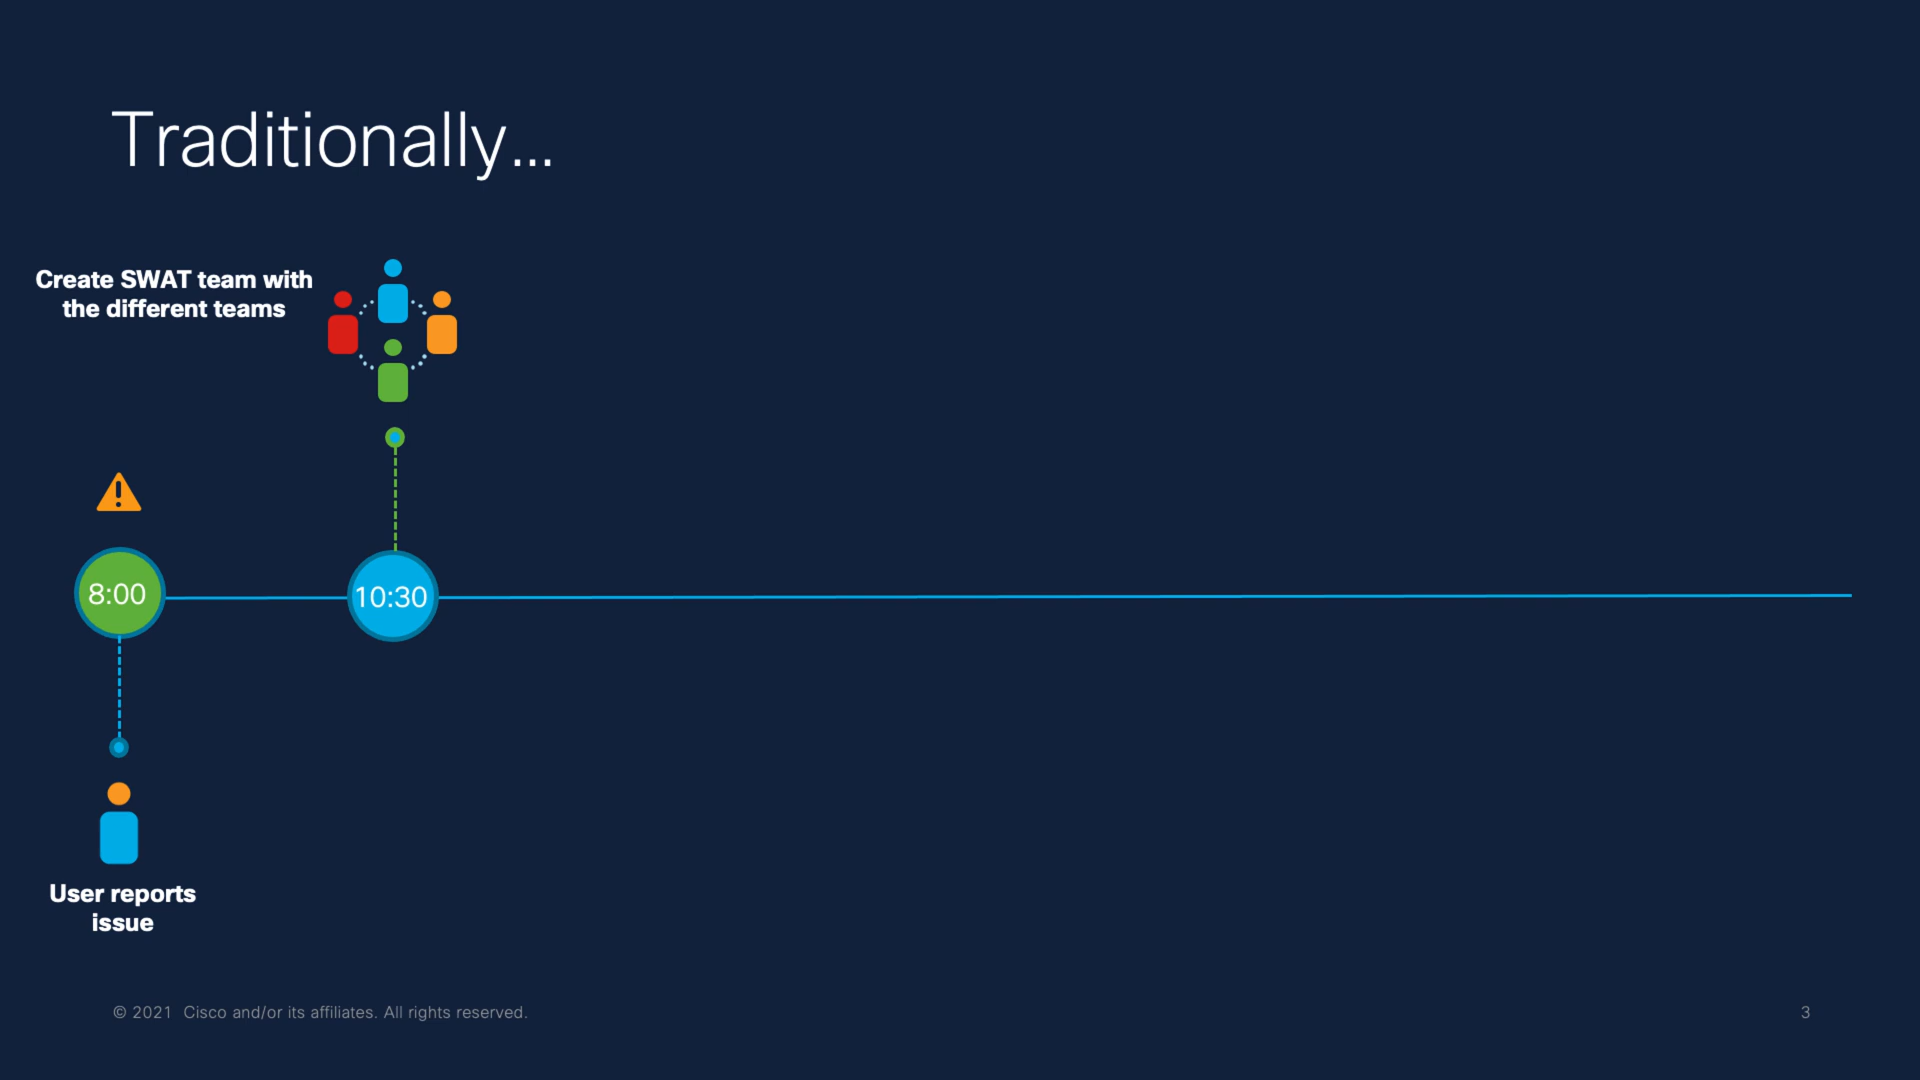 Traditionally...
Create SWAT team with
the different teams
8:00
10:30
User reports
issue
© 2021 Cisco and/or its affiliates. All rights reserved.
3